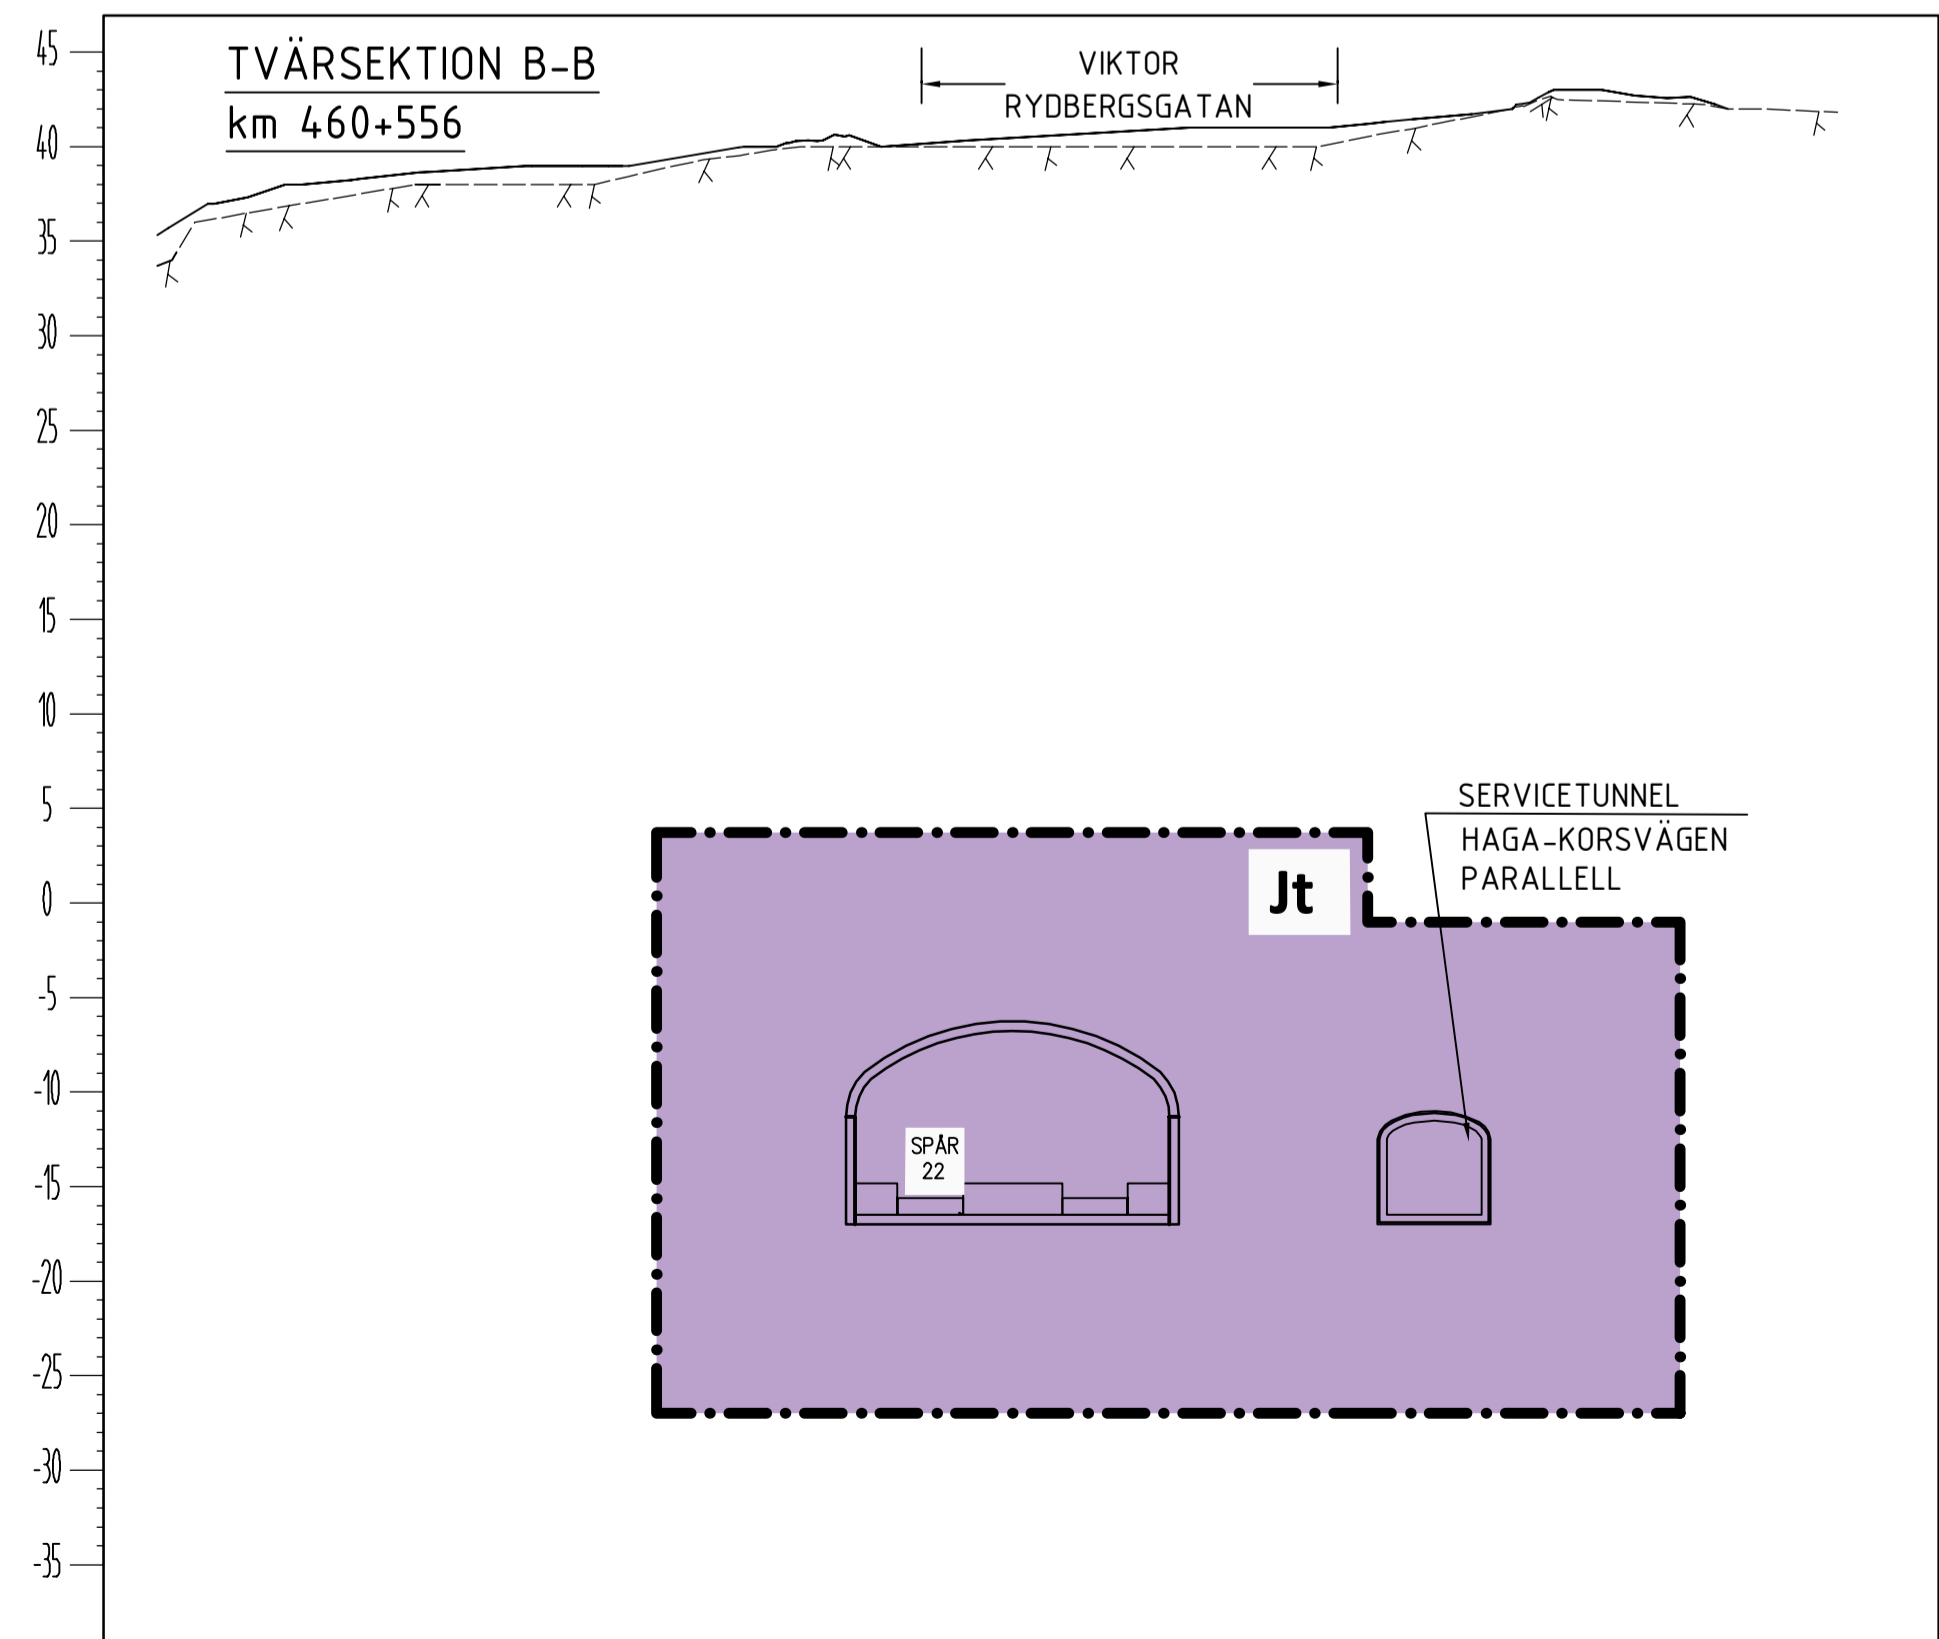 TVÄRSEKTION B-B
km 460+556
VIKTOR
RYDBERGSGATAN
45
40
35
30
25
20
15
10
5
0
-5
-10
-15
-20
-25
-30
-35
SERVICETUNNEL
HAGA-KORSVÄGEN
PARALLELL
Jt
SPÅR
22